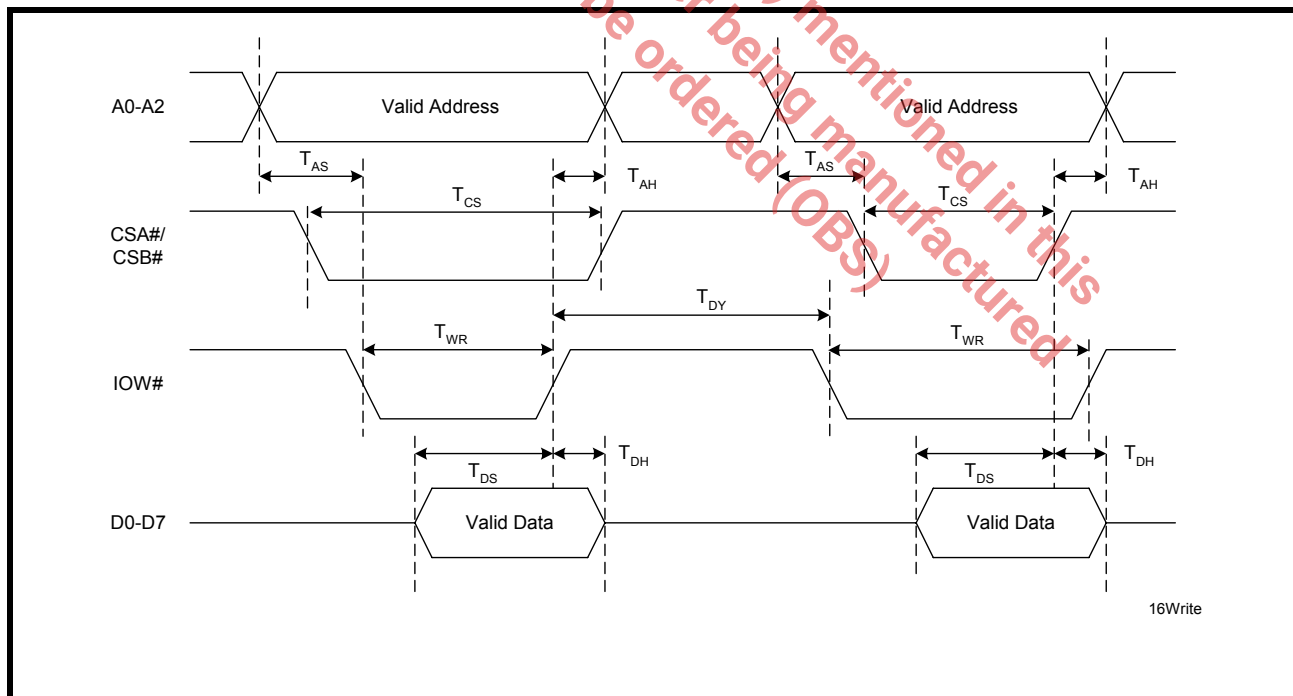 mentioned in this
er being manufactured
be ordered (OBS)
A0-A2
Valid Address
Valid Address
TAS
TAH
TAS
TAH
TCS
TCS
CSA#/
CSB#
TDY
TWR
TWR
IOW#
TDS
TDH
TDS
TDH
D0-D7
Valid Data
Valid Data
16Write